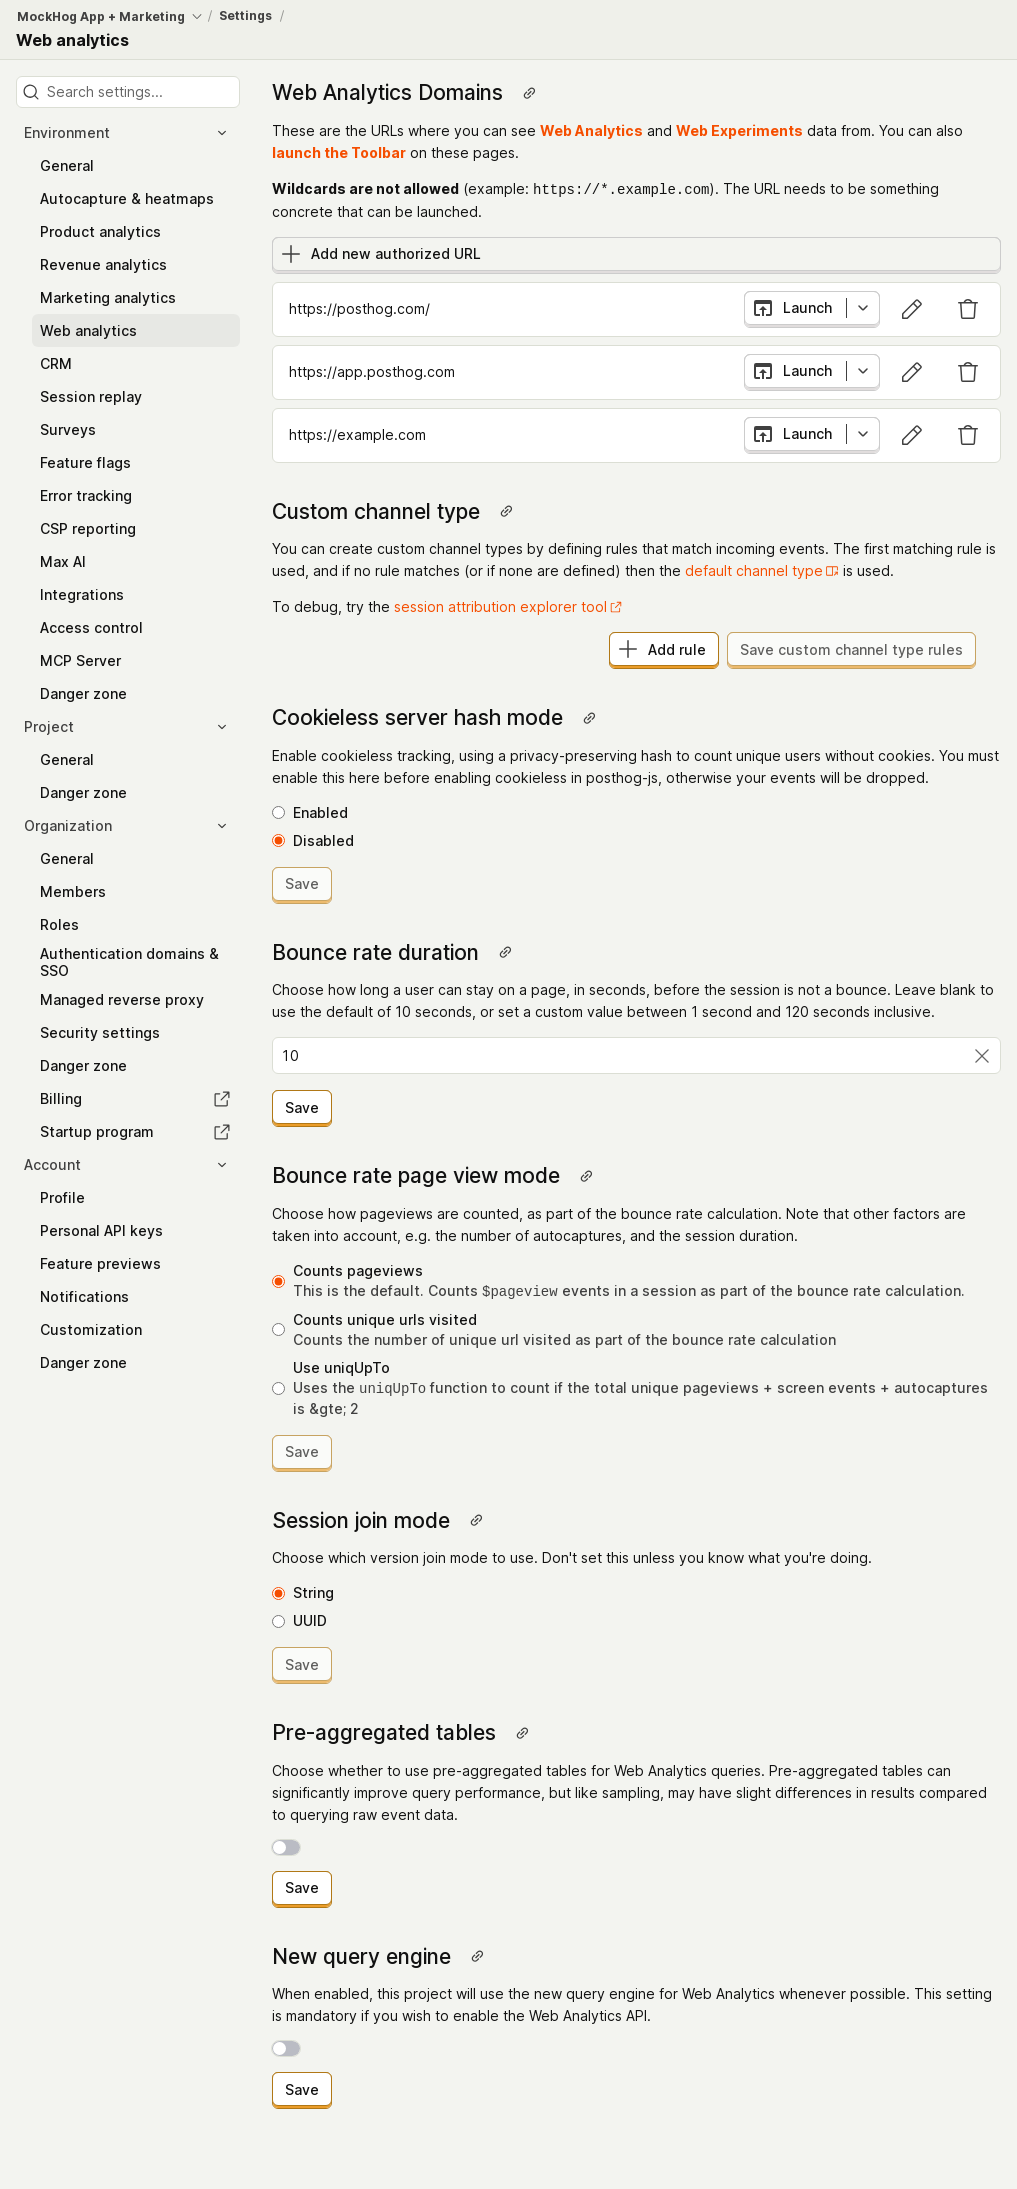 MockHog App + Marketing / Settings /
Web analytics
Search settings...
Environment
General
Autocapture & heatmaps
Product analytics
Revenue analytics
Marketing analytics
Web analytics
CRM
Session replay
Surveys
Feature flags
Error tracking
CSP reporting
Max AI
Integrations
Access control
MCP Server
Danger zone
Project
General
Danger zone
Organization
General
Members
Roles
Authentication domains &
SSO
Managed reverse proxy
Security settings
Danger zone
Billing
Startup program
Account
Profile
Personal API keys
Feature previews
Notifications
Customization
Danger zone
Web Analytics Domains
These are the URLs where you can see Web Analytics and Web Experiments data from. You can also
launch the Toolbar on these pages.
Wildcards are not allowed (example: https://*.example.com). The URL needs to be something
concrete that can be launched.
Add new authorized URL
https://posthog.com/ Launch
https://app.posthog.com Launch
https://example.com Launch
Custom channel type
You can create custom channel types by defining rules that match incoming events. The first matching rule is
used, and if no rule matches (or if none are defined) then the default channel type is used.
To debug, try the session attribution explorer tool
Add rule Save custom channel type rules
Cookieless server hash mode
Enable cookieless tracking, using a privacy-preserving hash to count unique users without cookies. You must
enable this here before enabling cookieless in posthog-js, otherwise your events will be dropped.
Enabled
Disabled
Save
Bounce rate duration
Choose how long a user can stay on a page, in seconds, before the session is not a bounce. Leave blank to
use the default of 10 seconds, or set a custom value between 1 second and 120 seconds inclusive.
10
Save
Bounce rate page view mode
Choose how pageviews are counted, as part of the bounce rate calculation. Note that other factors are
taken into account, e.g. the number of autocaptures, and the session duration.
Counts pageviews
This is the default. Counts $pageview events in a session as part of the bounce rate calculation.
Counts unique urls visited
Counts the number of unique url visited as part of the bounce rate calculation
Use uniqUpTo
Uses the uniqUpTo function to count if the total unique pageviews + screen events + autocaptures
is &gte; 2
Save
Session join mode
Choose which version join mode to use. Don't set this unless you know what you're doing.
String
UUID
Save
Pre-aggregated tables
Choose whether to use pre-aggregated tables for Web Analytics queries. Pre-aggregated tables can
significantly improve query performance, but like sampling, may have slight differences in results compared
to querying raw event data.
Save
New query engine
When enabled, this project will use the new query engine for Web Analytics whenever possible. This setting
is mandatory if you wish to enable the Web Analytics API.
Save